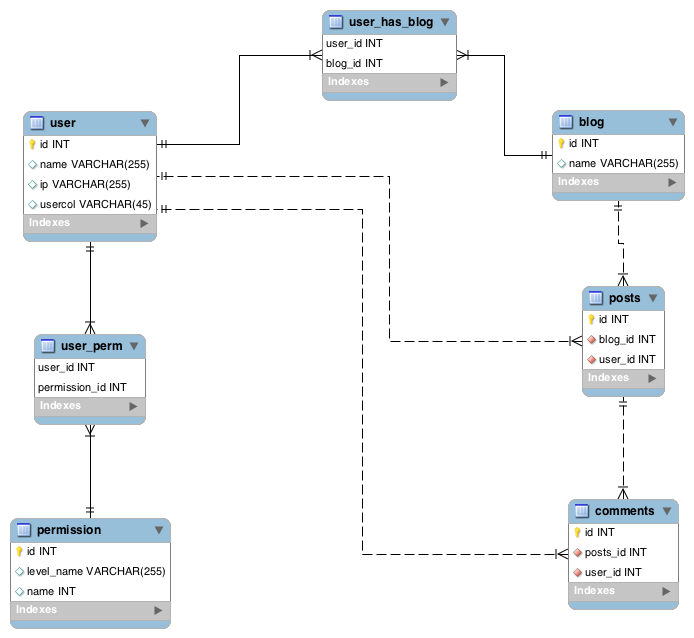 user_has_blog
user_id INT
blog_id INT
Indexes
user
id INT
name VARCHAR(255)
ip VARCHAR(255)
usercol VARCHAR(45)
Indexes
blog
id INT
name VARCHAR(255)
Indexes
posts
id INT
blog_id INT
user_id INT
Indexes
user_perm
user_id INT
permission_id INT
Indexes
permission
id INT
level_name VARCHAR(255)
name INT
Indexes
comments
id INT
posts_id INT
user_id INT
Indexes